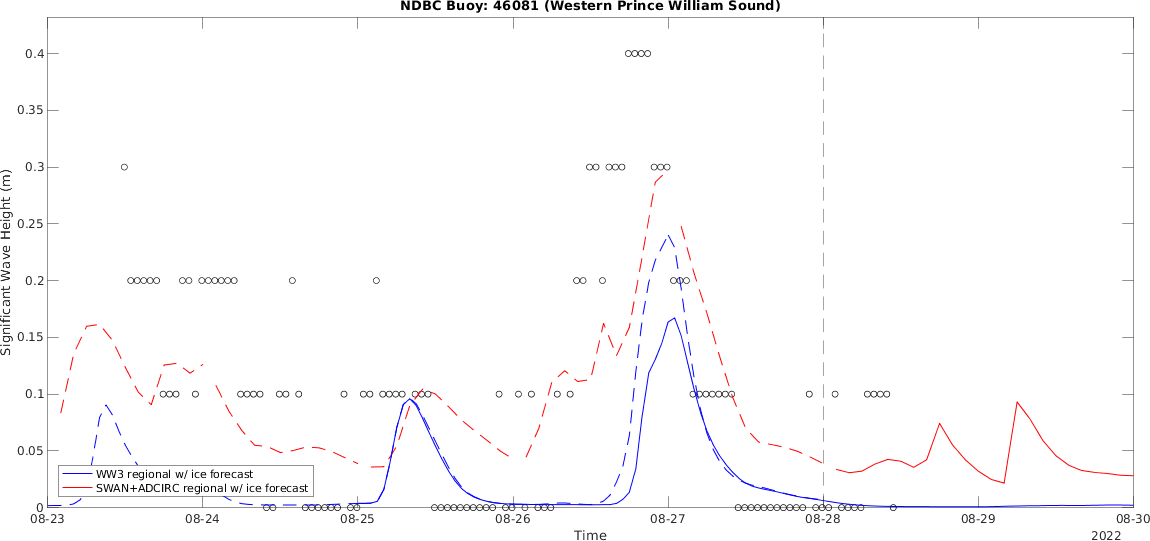 NDBC Buoy: 46081 (Western Prince William Sound)
Significant Wave Height (m)
0.4
0.35
0.3
0.25
0.2
0.15
0.1
0.05
0
WW3 regional w/ ice forecast
SWAN+ADCIRC regional w/ ice forecast
08-23 08-24 08-25 08-26 08-27 08-28 08-29 08-30
Time
2022